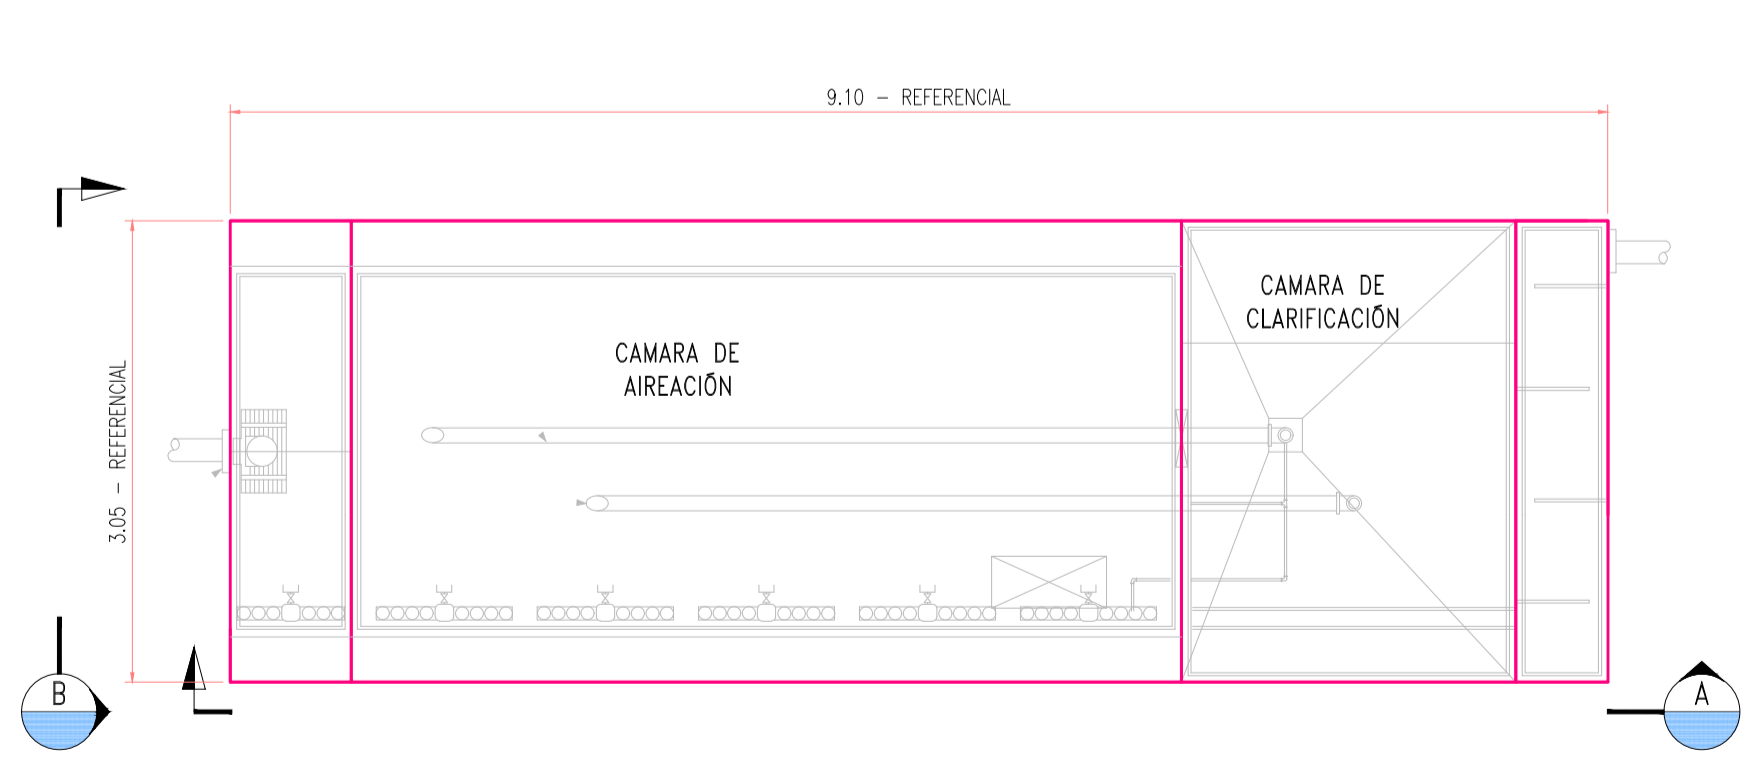 9.10 – REFERENCIAL
CAMARA DE
CLARIFICACIÓN
CAMARA DE
AIREACIÓN
3.05 – REFERENCIAL
B
A